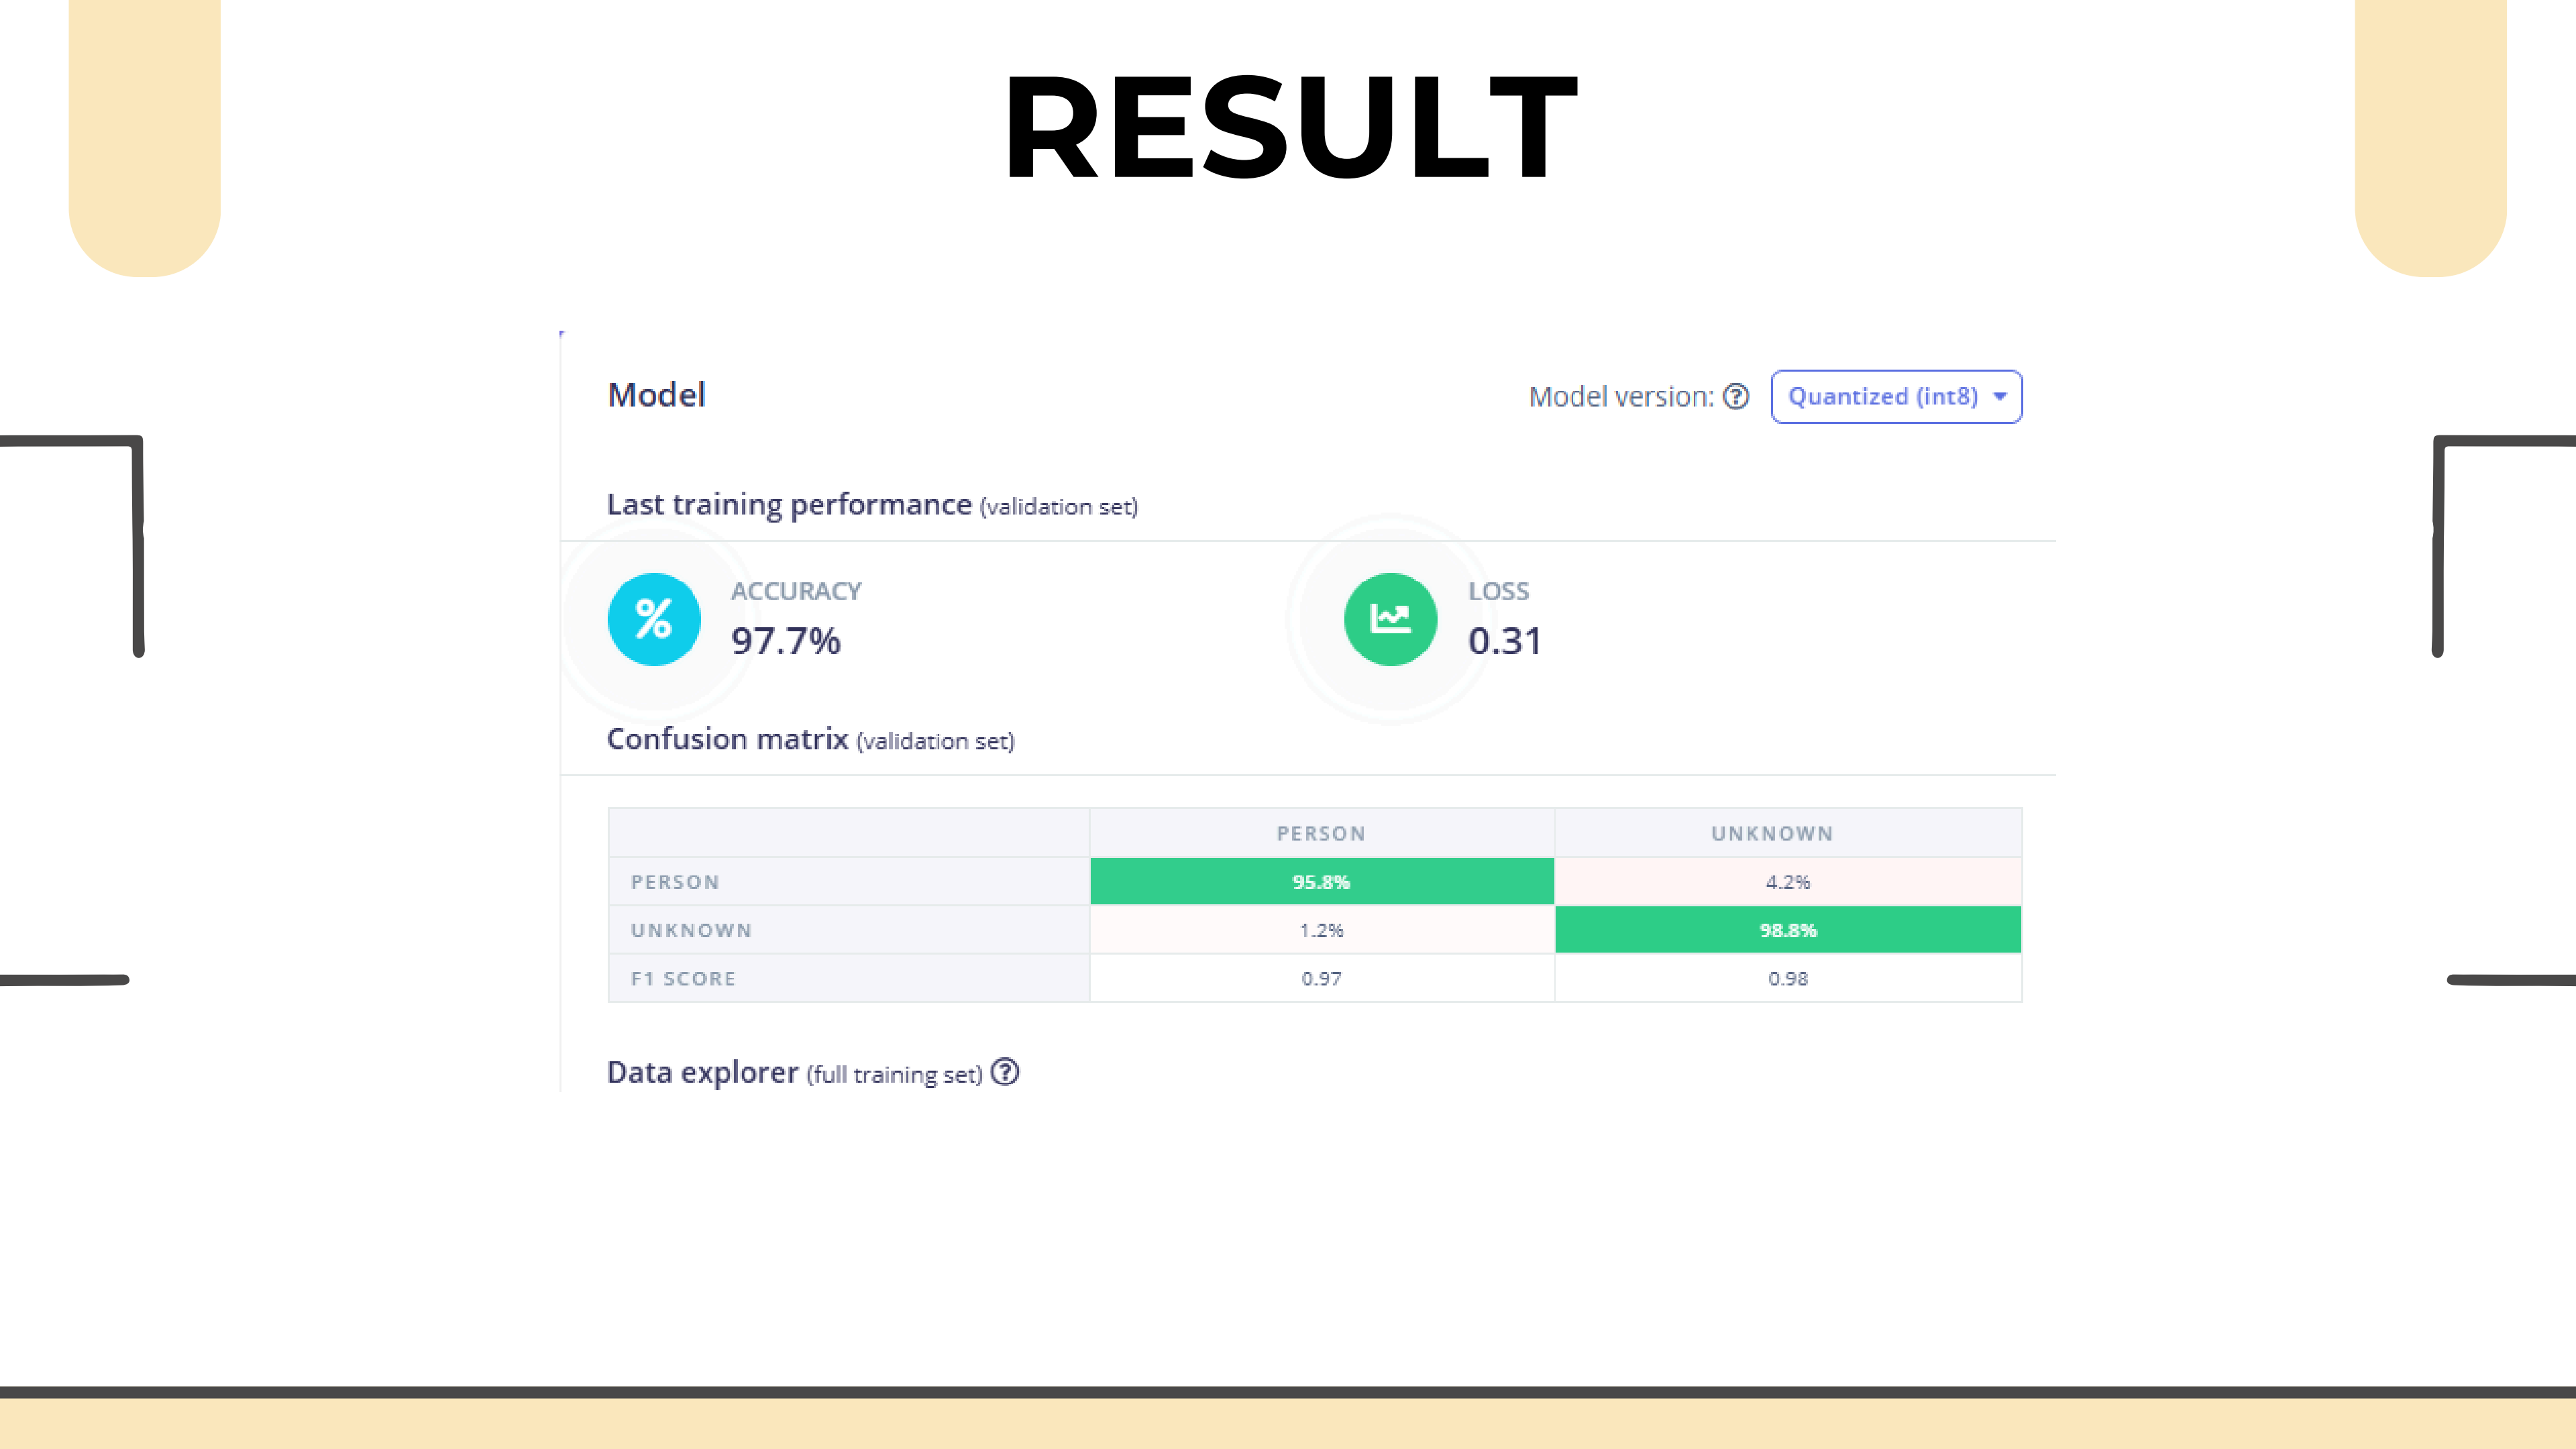 RESULT
Model
Model version: Quantized (int8)
Last training performance (validation set)
ACCURACY
97.7%
LOSS
0.31
Confusion matrix (validation set)
PERSON UNKNOWN
PERSON 95.8% 4.2%
UNKNOWN 1.2% 98.8%
F1 SCORE 0.97 0.98
Data explorer (full training set)